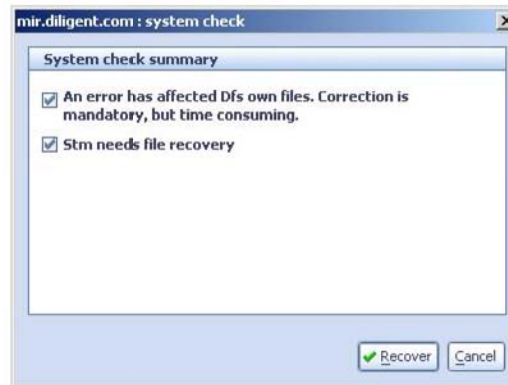 mir.diligent.com : system check
System check summary
An error has affected Dfs own files. Correction is
mandatory, but time consuming.
Stm needs file recovery
Recover Cancel